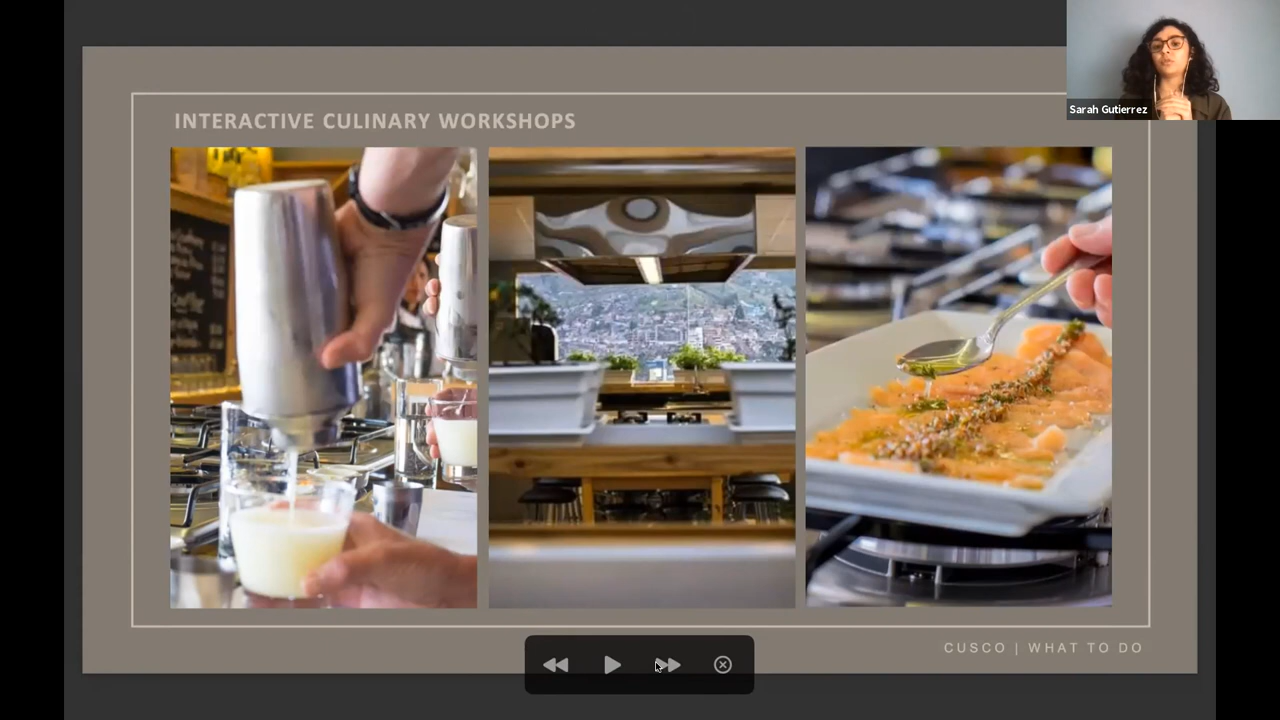 INTERACTIVE CULINARY WORKSHOPS
Sarah Gutierrez
CUSCO | WHAT TO DO